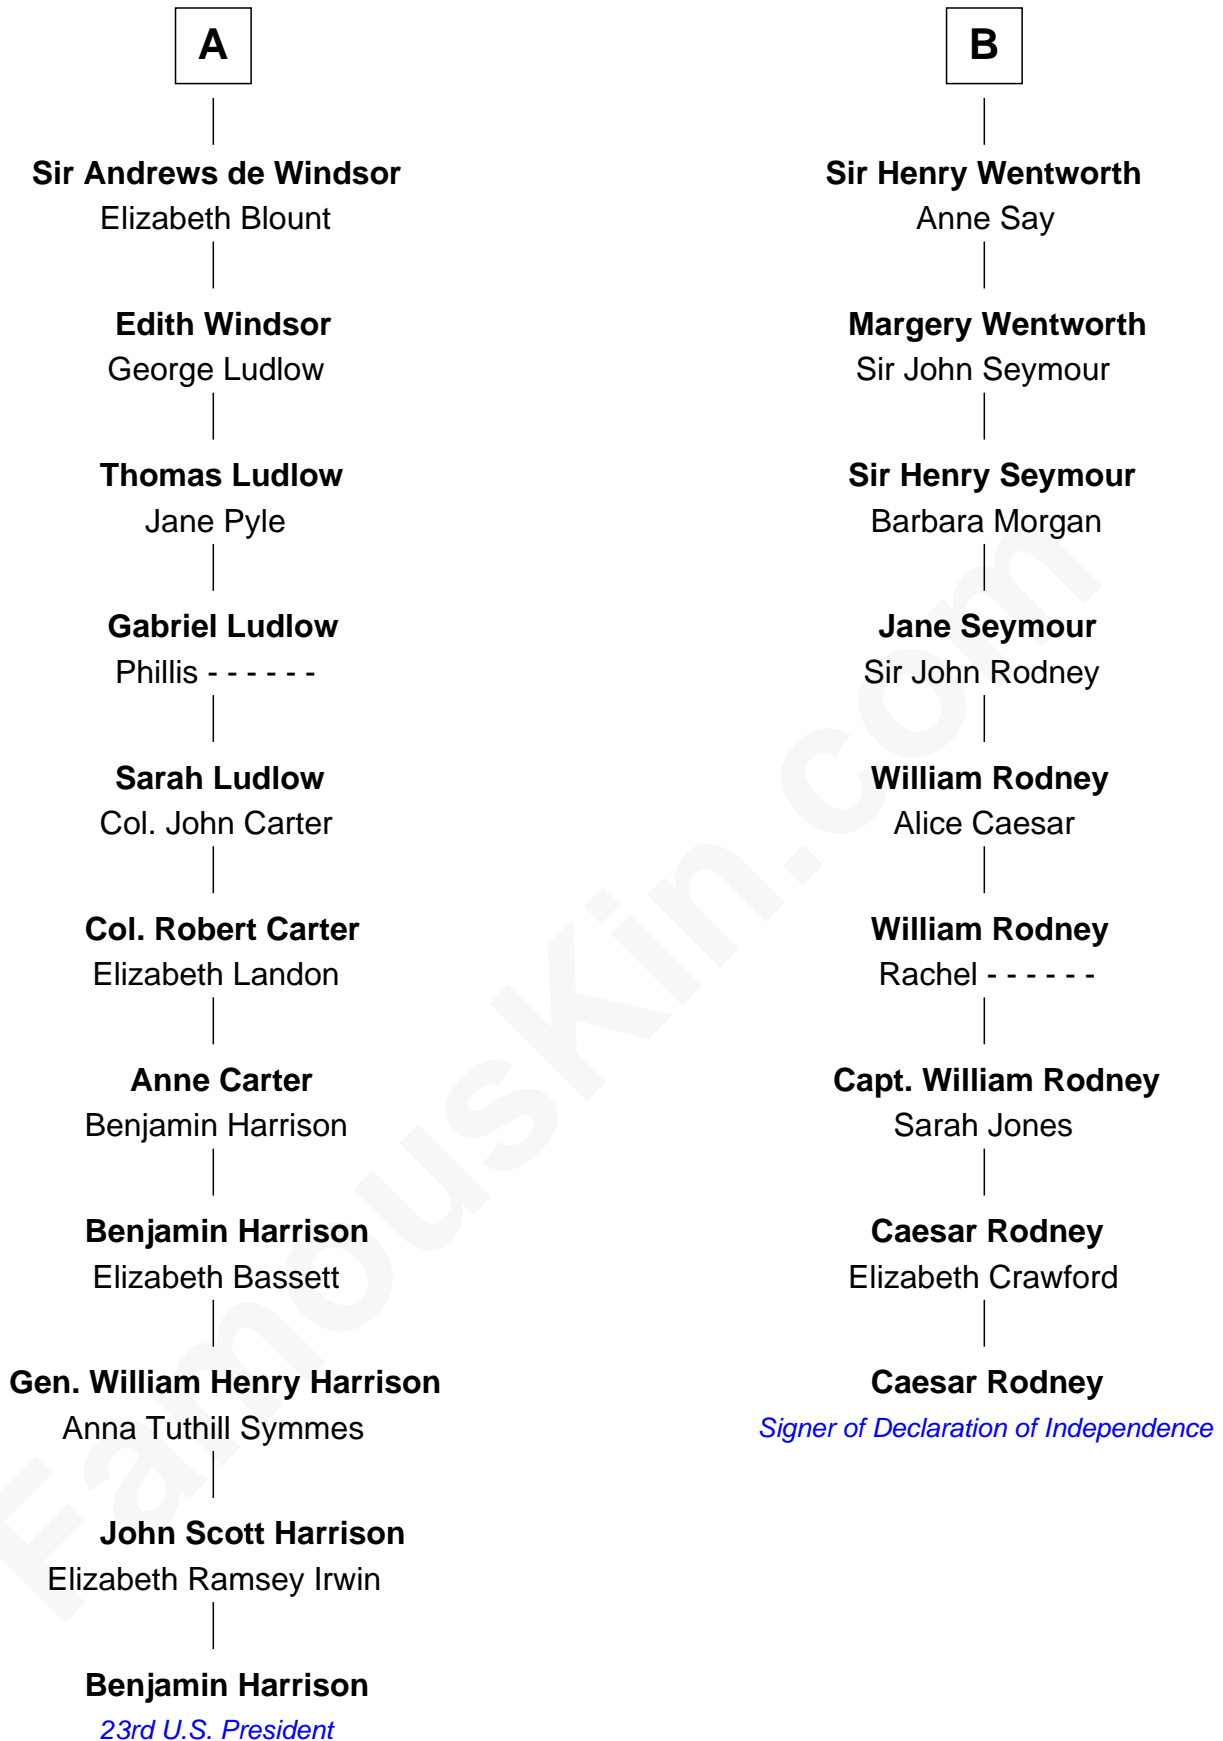 A
Sir Andrews de Windsor
Elizabeth Blount
Edith Windsor
George Ludlow
Thomas Ludlow
Jane Pyle
Gabriel Ludlow
Phillis - - - - - -
Sarah Ludlow
Col. John Carter
Col. Robert Carter
Elizabeth Landon
Anne Carter
Benjamin Harrison
Benjamin Harrison
Elizabeth Bassett
Gen. William Henry Harrison
Anna Tuthill Symmes
John Scott Harrison
Elizabeth Ramsey Irwin
Benjamin Harrison
23rd U.S. President
B
Sir Henry Wentworth
Anne Say
Margery Wentworth
Sir John Seymour
Sir Henry Seymour
Barbara Morgan
Jane Seymour
Sir John Rodney
William Rodney
Alice Caesar
William Rodney
Rachel - - - - - -
Capt. William Rodney
Sarah Jones
Caesar Rodney
Elizabeth Crawford
Caesar Rodney
Signer of Declaration of Independence
FamousKin.com